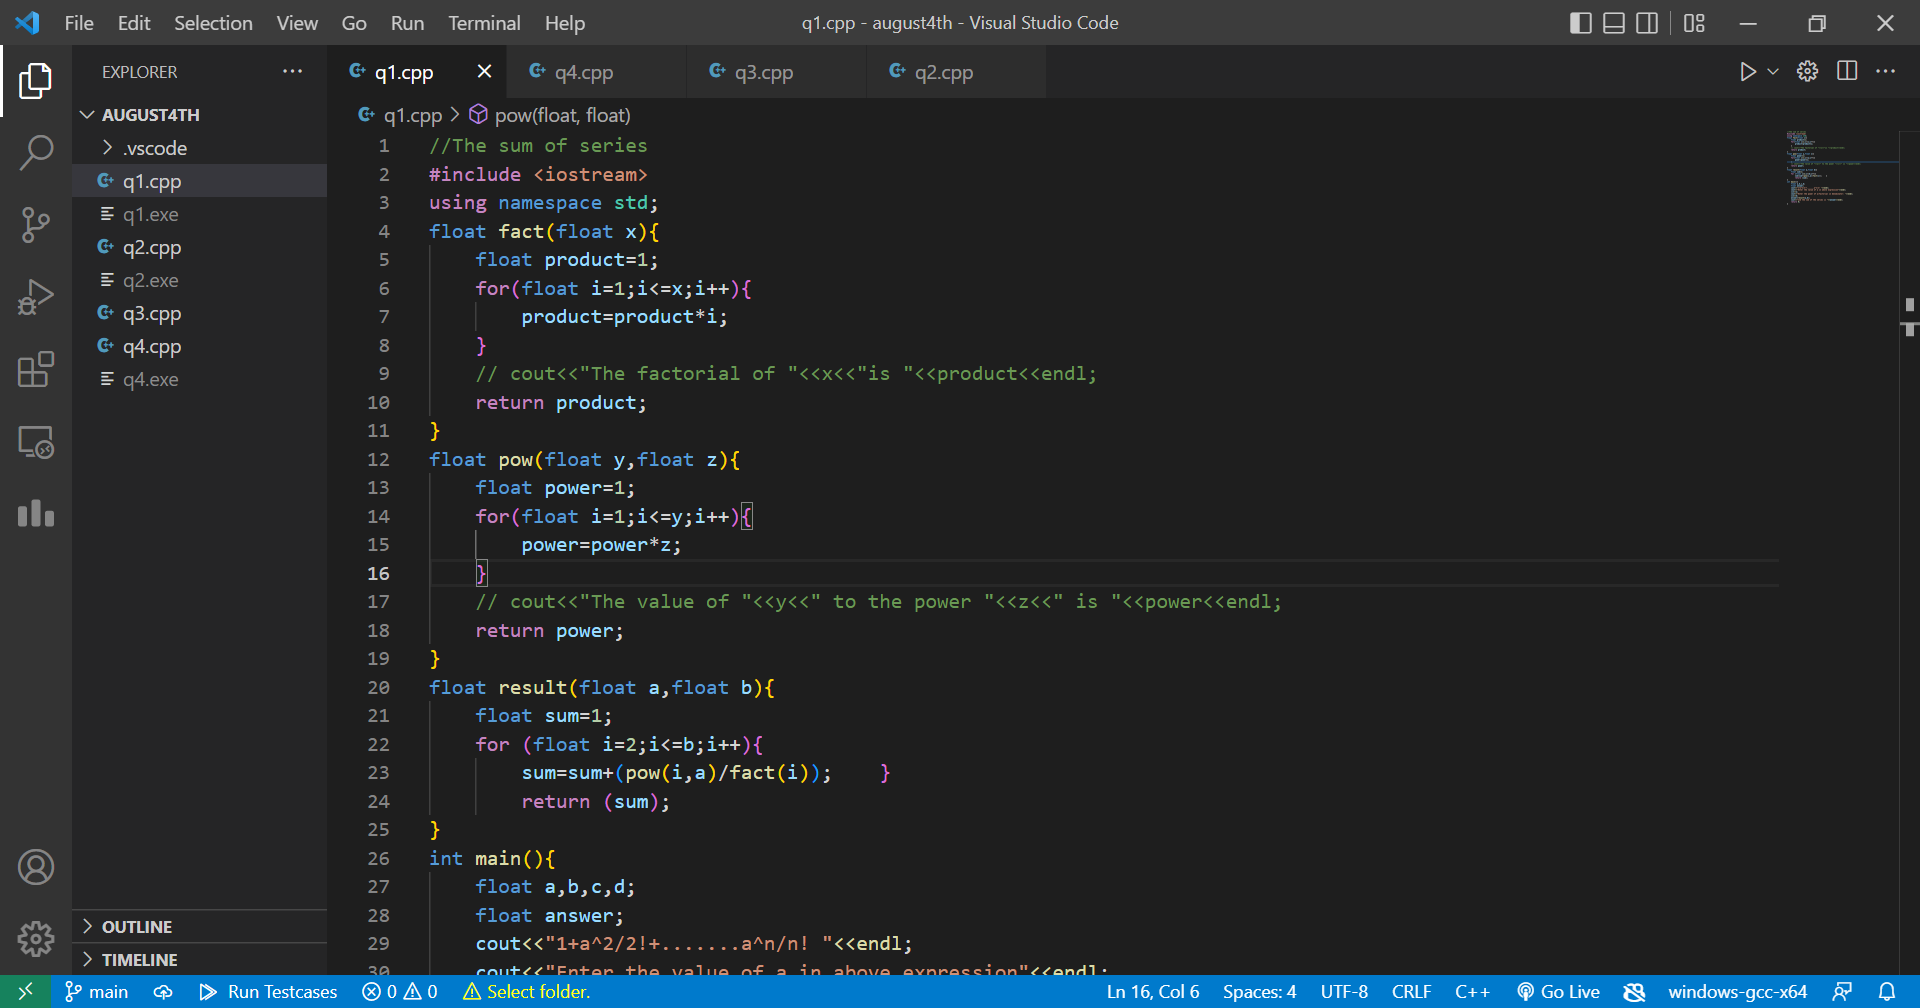 File Edit Selection View Go Run Terminal Help
q1.cpp - august4th - Visual Studio Code
EXPLORER
AUGUST4TH
.vscode
q1.cpp
q1.exe
q2.cpp
q2.exe
q3.cpp
q4.cpp
q4.exe
OUTLINE
TIMELINE
q1.cpp q4.cpp q3.cpp q2.cpp
q1.cpp > pow(float, float)
1 //The sum of series
2 #include <iostream>
3 using namespace std;
4 float fact(float x){
5 float product=1;
6 for(float i=1;i<=x;i++){
7 product=product*i;
8 }
9 // cout<<"The factorial of "<<x<<"is "<<product<<endl;
10 return product;
11 }
12 float pow(float y,float z){
13 float power=1;
14 for(float i=1;i<=y;i++){
15 power=power*z;
16 }
17 // cout<<"The value of "<<y<<" to the power "<<z<<" is "<<power<<endl;
18 return power;
19 }
20 float result(float a,float b){
21 float sum=1;
22 for (float i=2;i<=b;i++){
23 sum=sum+(pow(i,a)/fact(i)); }
24 return (sum);
25 }
26 int main(){
27 float a,b,c,d;
28 float answer;
29 cout<<"1+a^2/2!+.......a^n/n! "<<endl;
30 cout<<"Enter the value of a in above expression"<<endl;
main Run Testcases 0 0 Select folder. Ln 16, Col 6 Spaces: 4 UTF-8 CRLF C++ Go Live windows-gcc-x64